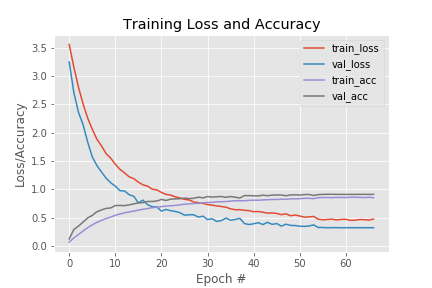 Training Loss and Accuracy
3.5
3.0
2.5
2.0
1.5
1.0
0.5
0.0
Loss/Accuracy
train_loss
val_loss
train_acc
val_acc
0 10 20 30 40 50 60
Epoch #